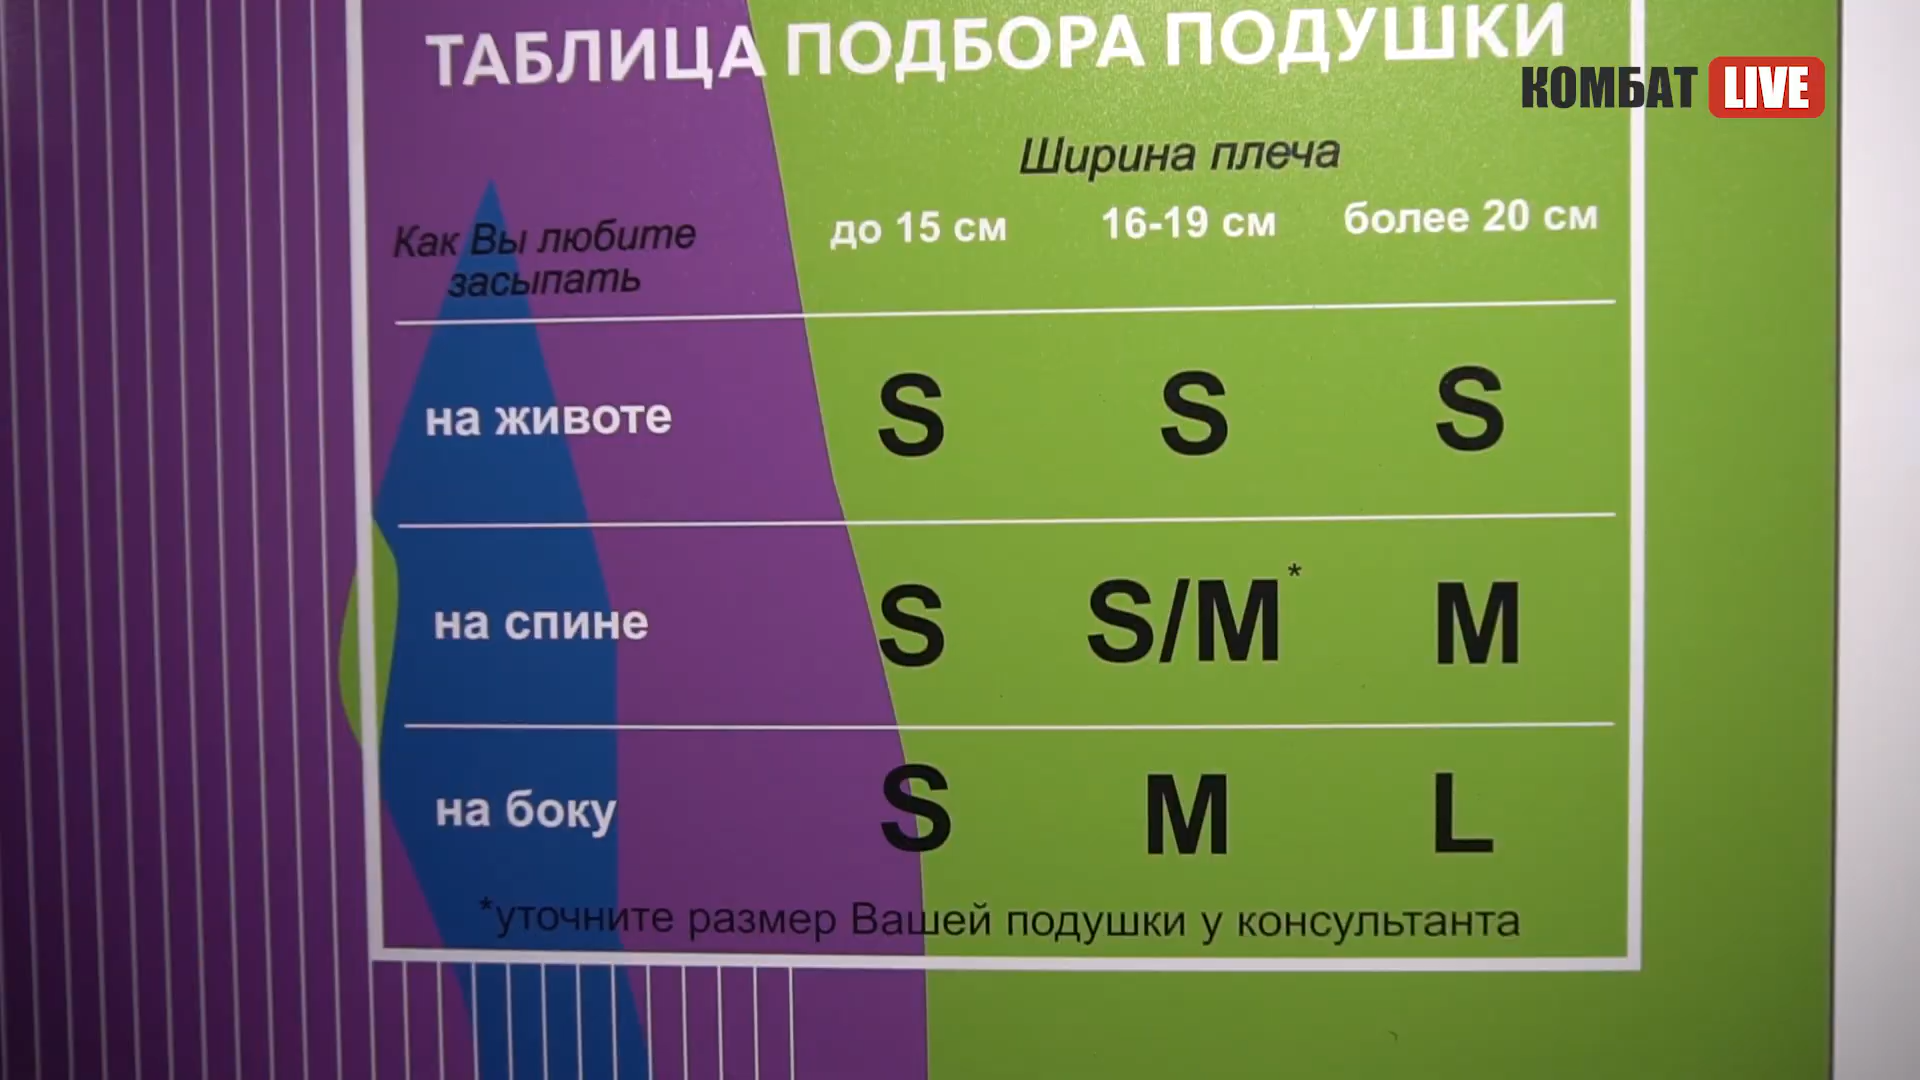 ТАБЛИЦА ПОДБОРА ПОДУШКИ
КОМБАТ LIVE
Ширина плеча
Как Вы любите
засыпать
до 15 см 16-19 см более 20 см
на животе S S S
на спине S S/M* M
на боку S M L
*уточните размер Вашей подушки у консультанта